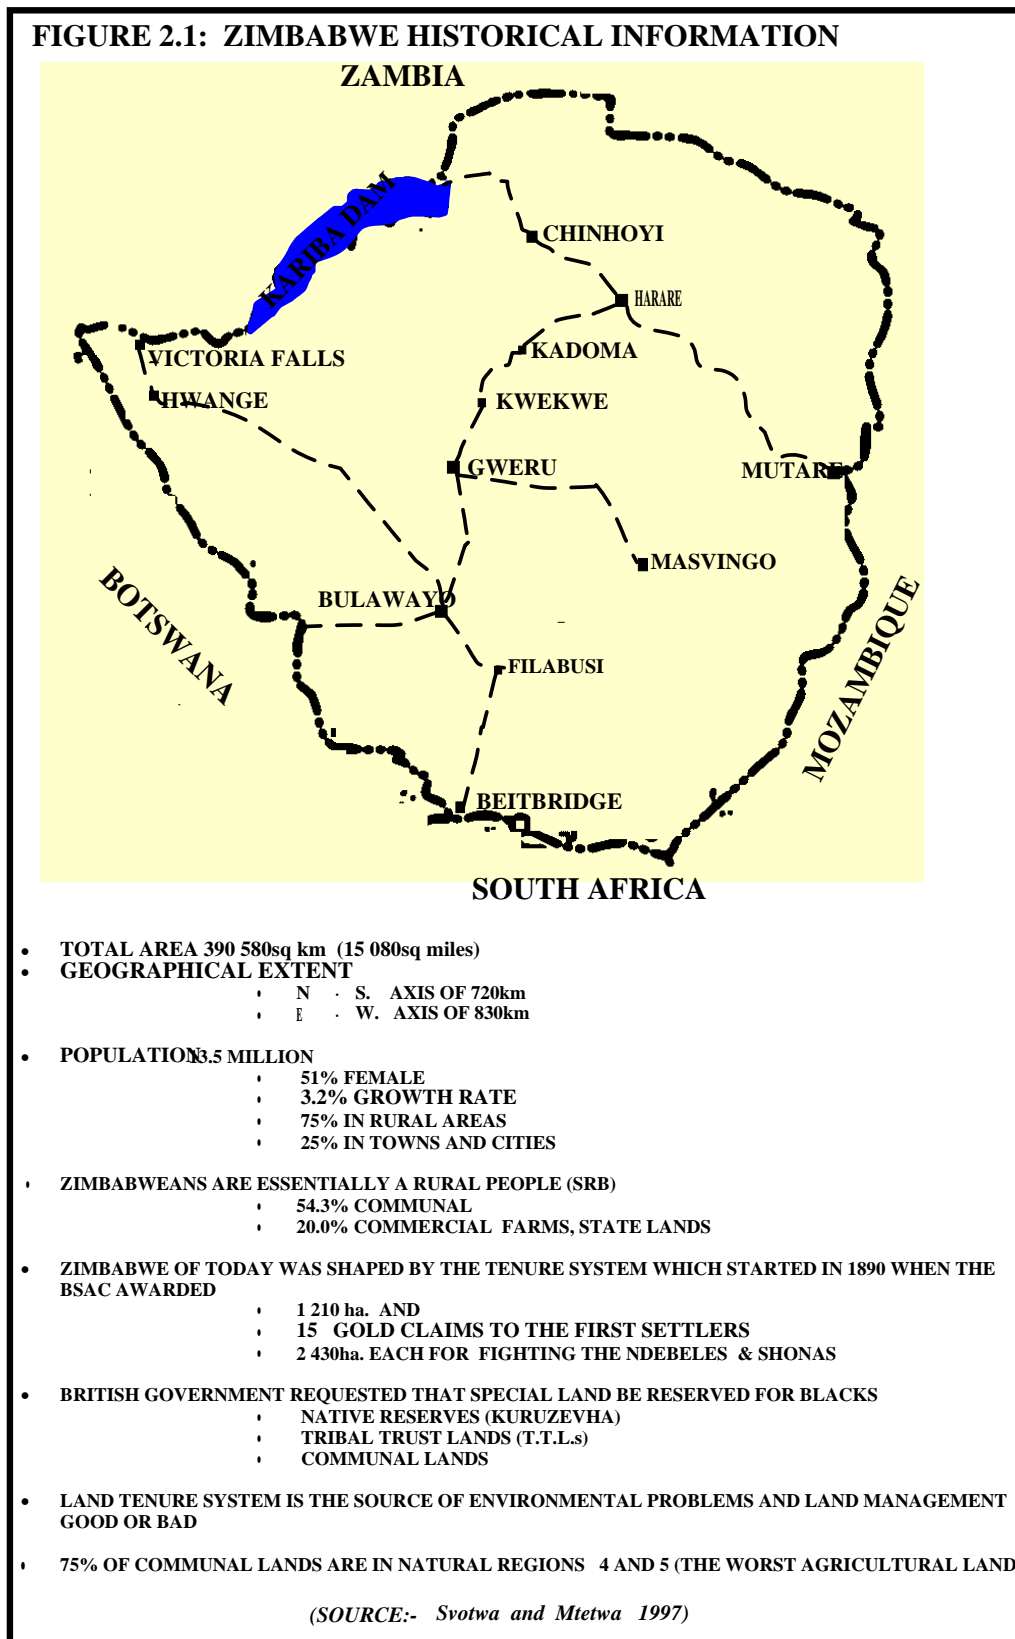 FIGURE 2.1: ZIMBABWE HISTORICAL INFORMATION
ZAMBIA
KARIBA DAM
CHINHOYI
HARARE
VICTORIA FALLS
KADOMA
HWANGE
KWEKWE
GWERU
MUTARE
MASVINGO
BOTSWANA
BULAWAYO
MOZAMBIQUE
FILABUSI
BEITBRIDGE
SOUTH AFRICA
• TOTAL AREA 390 580sq km (15 080sq miles)
• GEOGRAPHICAL EXTENT
• N - S. AXIS OF 720km
• E - W. AXIS OF 830km
• POPULATION 13.5 MILLION
• 51% FEMALE
• 3.2% GROWTH RATE
• 75% IN RURAL AREAS
• 25% IN TOWNS AND CITIES
• ZIMBABWEANS ARE ESSENTIALLY A RURAL PEOPLE (SRB)
• 54.3% COMMUNAL
• 20.0% COMMERCIAL FARMS, STATE LANDS
• ZIMBABWE OF TODAY WAS SHAPED BY THE TENURE SYSTEM WHICH STARTED IN 1890 WHEN THE
BSAC AWARDED
• 1 210 ha. AND
• 15 GOLD CLAIMS TO THE FIRST SETTLERS
• 2 430ha. EACH FOR FIGHTING THE NDEBELES & SHONAS
• BRITISH GOVERNMENT REQUESTED THAT SPECIAL LAND BE RESERVED FOR BLACKS
• NATIVE RESERVES (KURUZEVHA)
• TRIBAL TRUST LANDS (T.T.L.s)
• COMMUNAL LANDS
• LAND TENURE SYSTEM IS THE SOURCE OF ENVIRONMENTAL PROBLEMS AND LAND MANAGEMENT
GOOD OR BAD
• 75% OF COMMUNAL LANDS ARE IN NATURAL REGIONS 4 AND 5 (THE WORST AGRICULTURAL LAND
(SOURCE:- Svotwa and Mtetwa 1997)